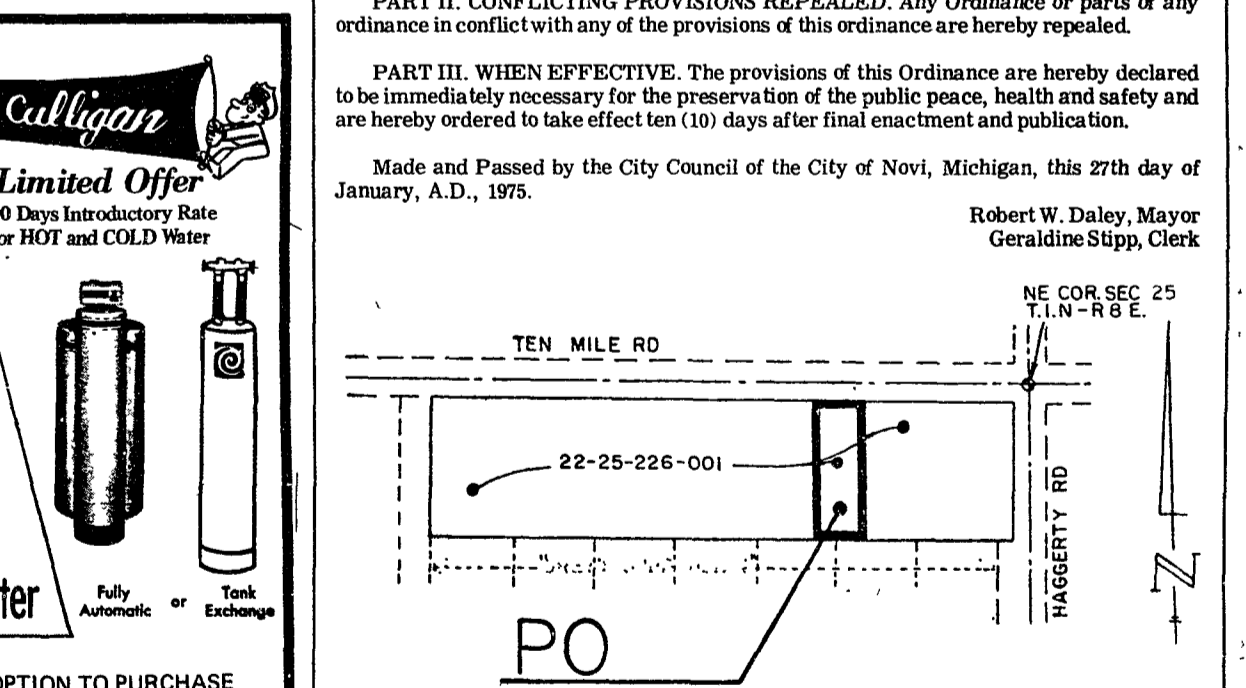 Culligan
Limited Offer
0 Days Introductory Rate
or HOT and COLD Water
ter
Fully
Automatic
or
Tank
Exchange
OPTION TO PURCHASE
PART II. CONFLICTING PROVISIONS REPEALED. Any Ordinance or parts of any
ordinance in conflict with any of the provisions of this ordinance are hereby repealed.
PART III. WHEN EFFECTIVE. The provisions of this Ordinance are hereby declared
to be immediately necessary for the preservation of the public peace, health and safety and
are hereby ordered to take effect ten (10) days after final enactment and publication.
Made and Passed by the City Council of the City of Novi, Michigan, this 27th day of
January, A.D., 1975.
Robert W. Daley, Mayor
Geraldine Stipp, Clerk
NE COR. SEC 25
T.I.N-R8E.
TEN MILE RD
22-25-226-001
HAGGERTY RD
N
PO